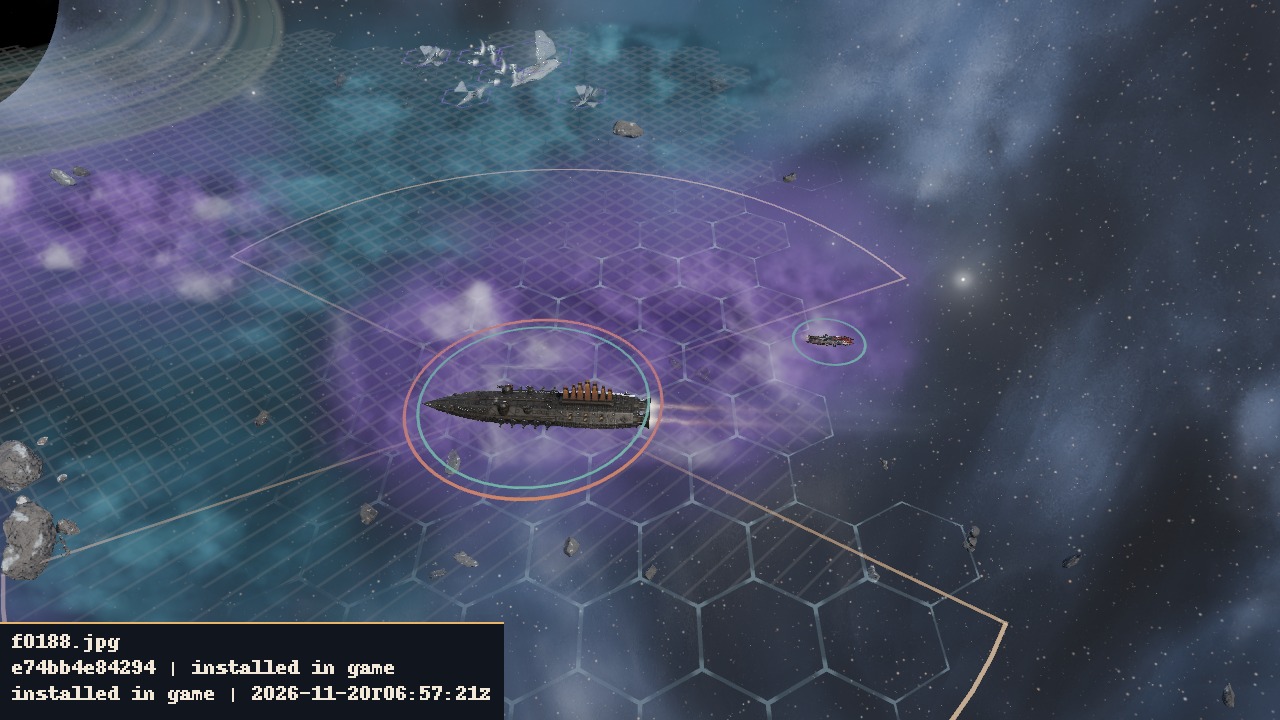 f0188.jpg
e74bb4e84294 | installed in game
installed in game | 2026-11-20T06:57:21Z